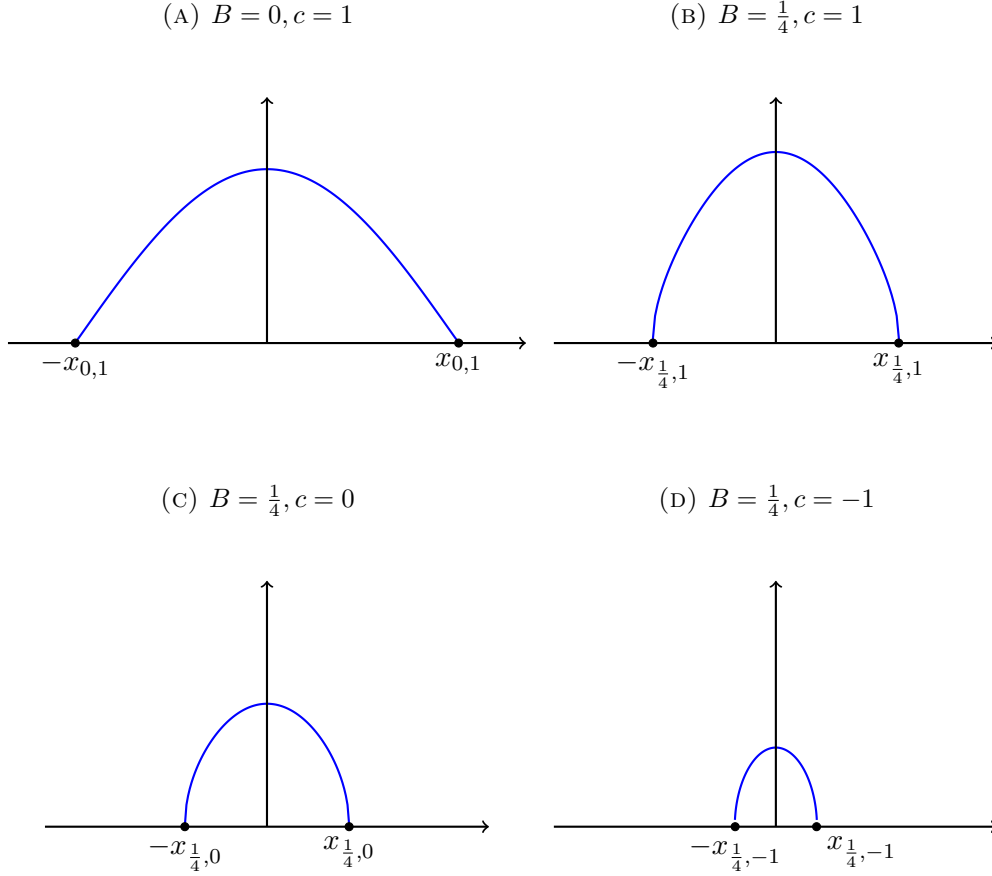 (A) B = 0, c = 1
(B) B = 1/4, c = 1
−x_{0,1} x_{0,1}
−x_{1/4,1} x_{1/4,1}
(C) B = 1/4, c = 0
(D) B = 1/4, c = −1
−x_{1/4,0} x_{1/4,0}
−x_{1/4,−1} x_{1/4,−1}